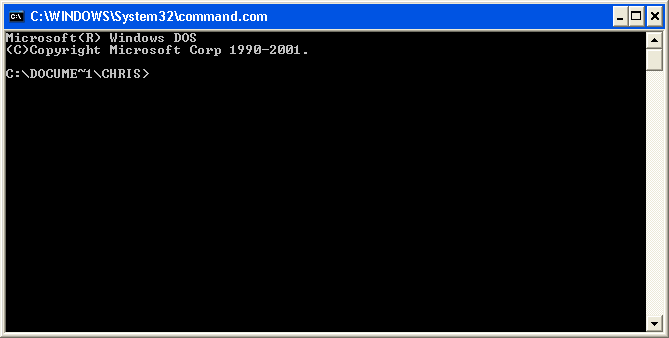 C:\WINDOWS\System32\command.com
Microsoft(R) Windows DOS
(C)Copyright Microsoft Corp 1990-2001.
C:\DOCUME~1\CHRIS>